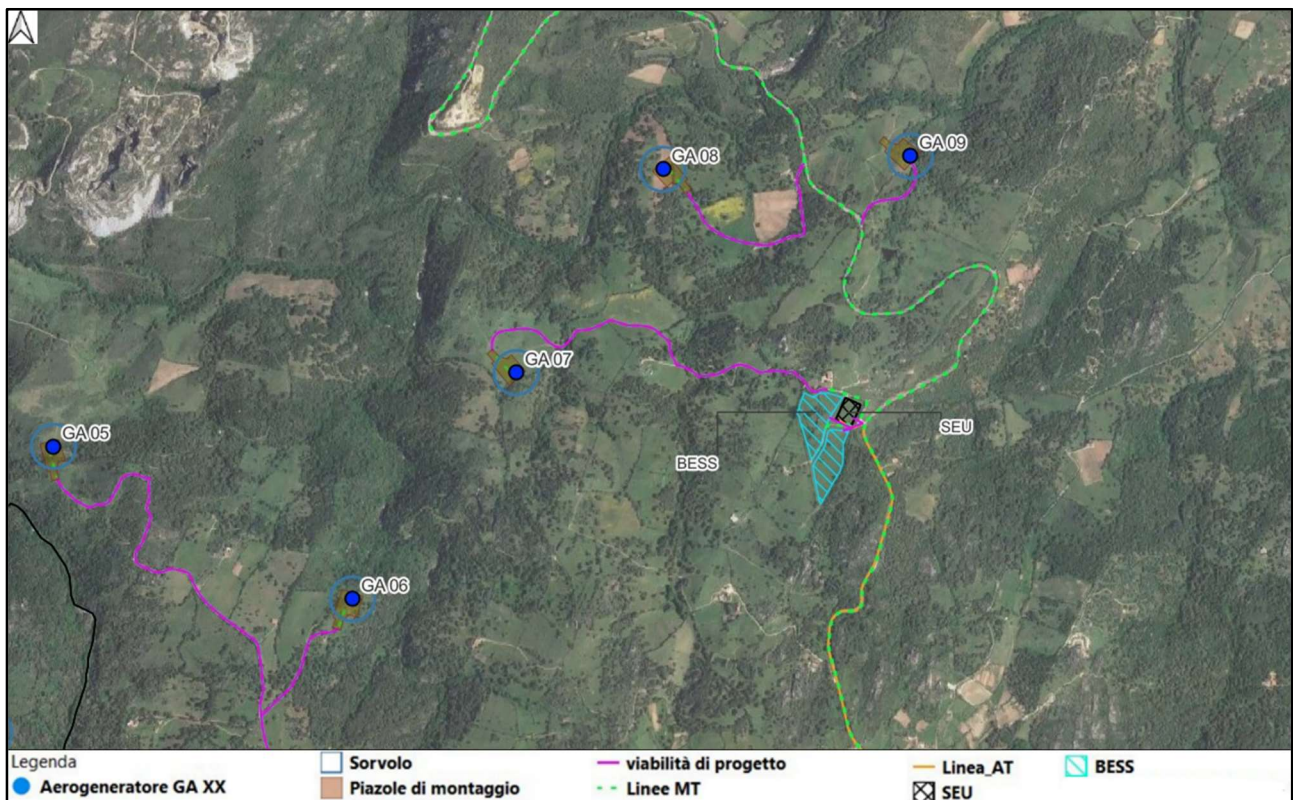 GA 08
GA 09
GA 07
GA 05
SEU
BESS
GA 06
Legenda
Aerogeneratore GA XX
Sorvolo
Piazole di montaggio
viabilità di progetto
Linee MT
Linea_AT
SEU
BESS